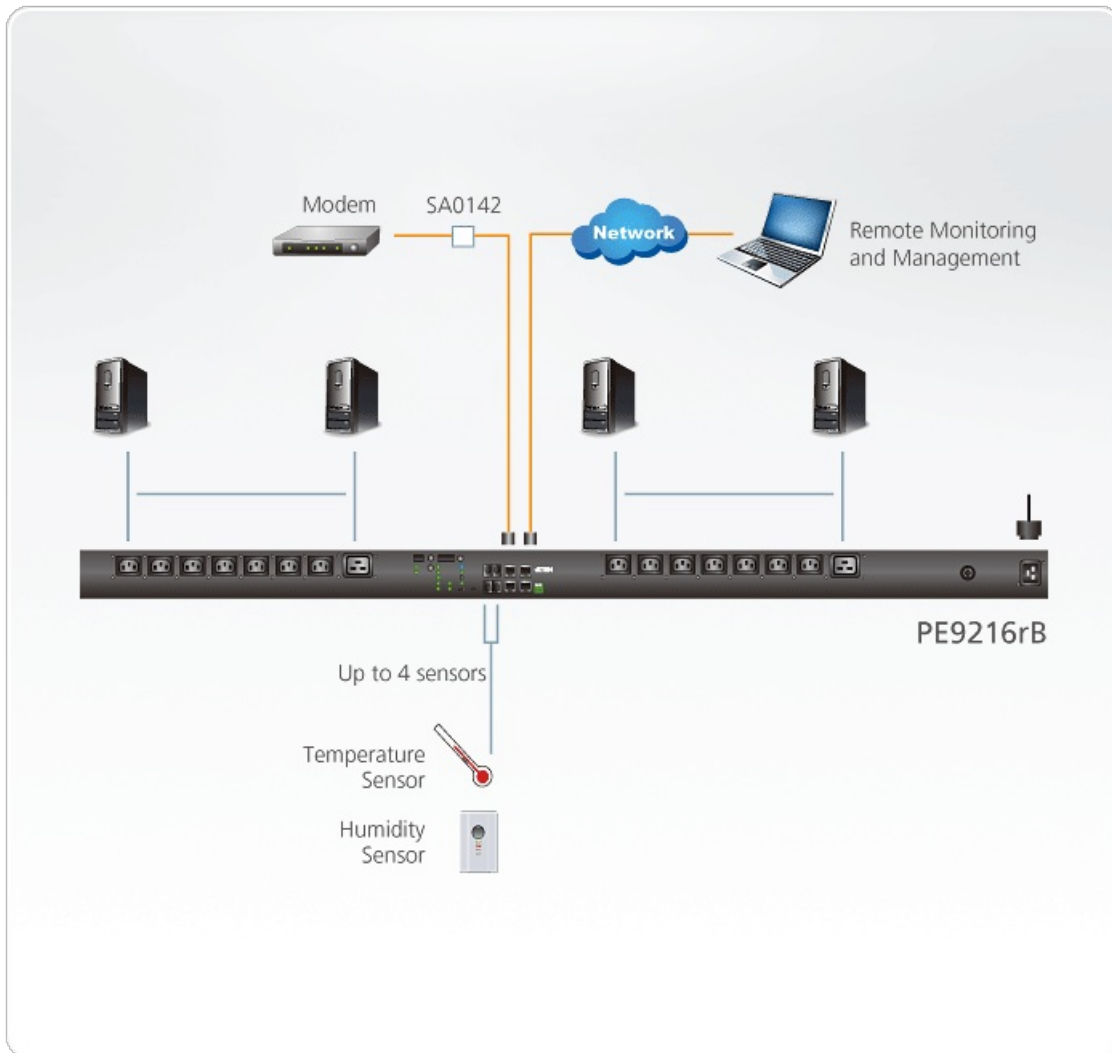 Modem
SA0142
Network
Remote Monitoring
and Management
PE9216rB
Up to 4 sensors
Temperature
Sensor
Humidity
Sensor